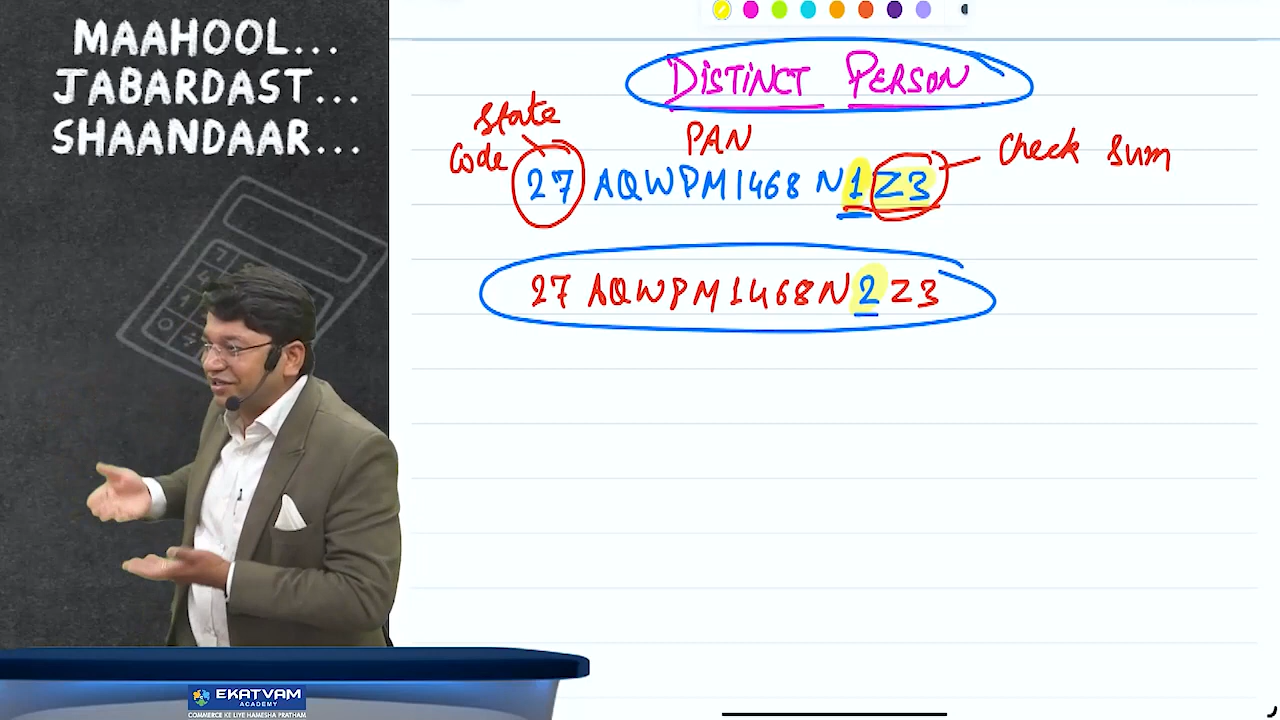 MAAHOOL...
JABARDAST...
SHAANDAAR...
DISTINCT PERSON
State
Code
PAN
Check Sum
27 AQWPM1468 N1Z3
27 AQWPM1468N2Z3
EKATVAM
ACADEMY
COMMERCE KE LIYE HAMESHA PRATHAM